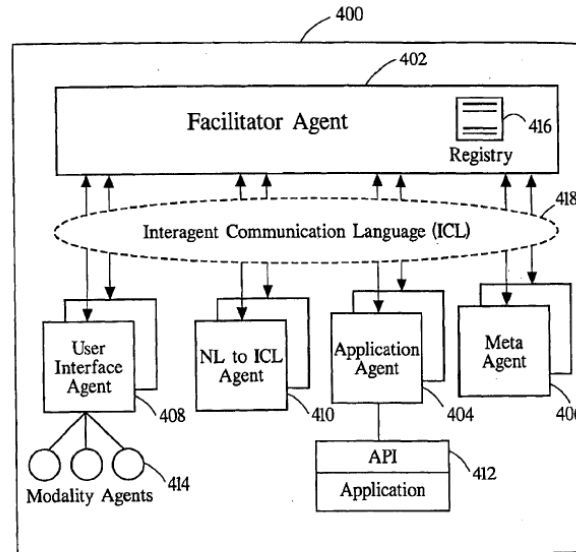 400
402
Facilitator Agent
416
Registry
418
Interagent Communication Language (ICL)
User
Interface
Agent
408
NL to ICL
Agent
410
Application
Agent
404
Meta
Agent
406
414
Modality Agents
API
Application
412